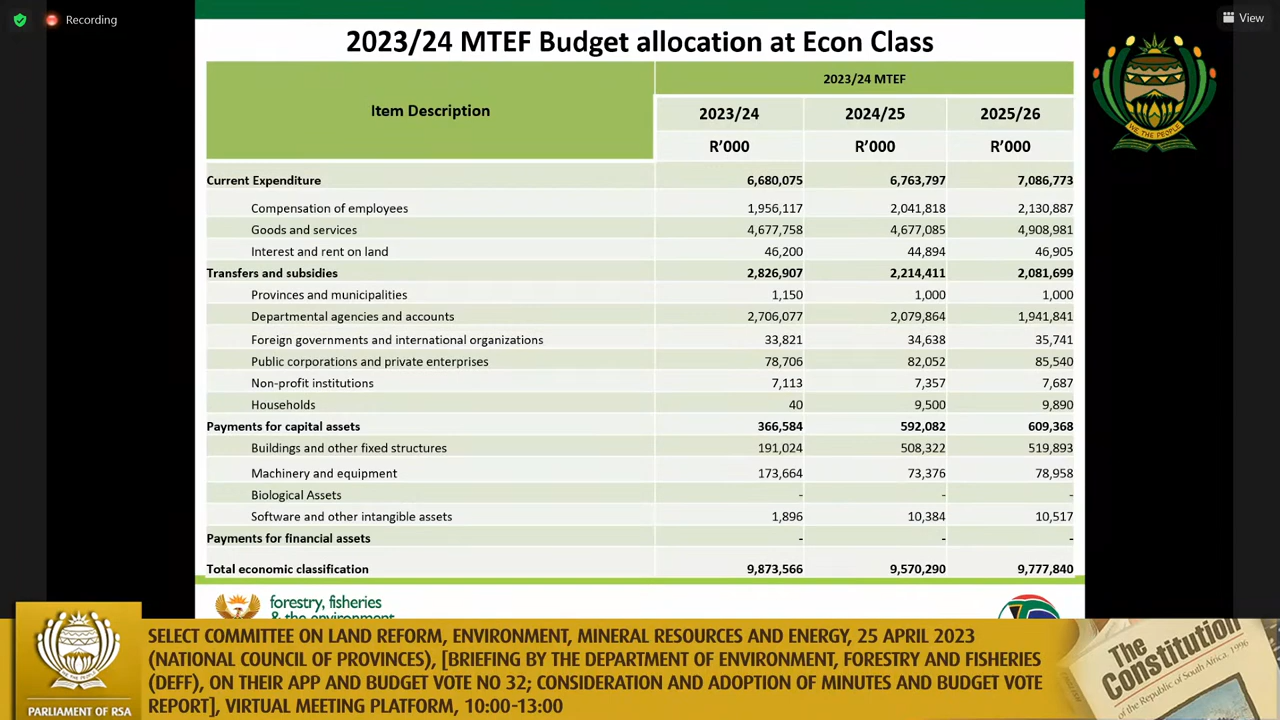 Recording
View
2023/24 MTEF Budget allocation at Econ Class
Item Description
2023/24 MTEF
2023/24 2024/25 2025/26
R’000 R’000 R’000
Current Expenditure 6,680,075 6,763,797 7,086,773
Compensation of employees 1,956,117 2,041,818 2,130,887
Goods and services 4,677,758 4,677,085 4,908,981
Interest and rent on land 46,200 44,894 46,905
Transfers and subsidies 2,826,907 2,214,411 2,081,699
Provinces and municipalities 1,150 1,000 1,000
Departmental agencies and accounts 2,706,077 2,079,864 1,941,841
Foreign governments and international organizations 33,821 34,638 35,741
Public corporations and private enterprises 78,706 82,052 85,540
Non-profit institutions 7,113 7,357 7,687
Households 40 9,500 9,890
Payments for capital assets 366,584 592,082 609,368
Buildings and other fixed structures 191,024 508,322 519,893
Machinery and equipment 173,664 73,376 78,958
Biological Assets - - -
Software and other intangible assets 1,896 10,384 10,517
Payments for financial assets - - -
Total economic classification 9,873,566 9,570,290 9,777,840
WE, THE PEOPLE
forestry, fisheries
& the environment
SELECT COMMITTEE ON LAND REFORM, ENVIRONMENT, MINERAL RESOURCES AND ENERGY, 25 APRIL 2023
(NATIONAL COUNCIL OF PROVINCES), [BRIEFING BY THE DEPARTMENT OF ENVIRONMENT, FORESTRY AND FISHERIES
(DEFF), ON THEIR APP AND BUDGET VOTE NO 32; CONSIDERATION AND ADOPTION OF MINUTES AND BUDGET VOTE
REPORT], VIRTUAL MEETING PLATFORM, 10:00-13:00
PARLIAMENT OF RSA
The
Constitution
of the Republic of South Africa, 1996